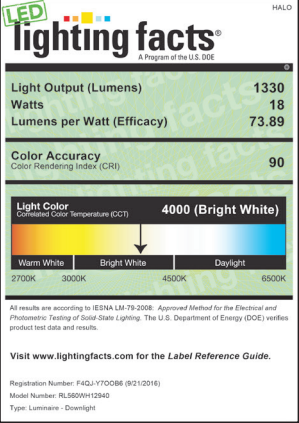 HALO
LED
lighting facts®
A Program of the U.S. DOE
Light Output (Lumens) 1330
Watts 18
Lumens per Watt (Efficacy) 73.89
Color Accuracy
Color Rendering Index (CRI) 90
Light Color
Correlated Color Temperature (CCT) 4000 (Bright White)
Warm White Bright White Daylight
2700K 3000K 4500K 6500K
All results are according to IESNA LM-79-2008: Approved Method for the Electrical and
Photometric Testing of Solid-State Lighting. The U.S. Department of Energy (DOE) verifies
product test data and results.
Visit www.lightingfacts.com for the Label Reference Guide.
Registration Number: F4QJ-Y7OOB6 (9/21/2016)
Model Number: RL560WH12940
Type: Luminaire - Downlight